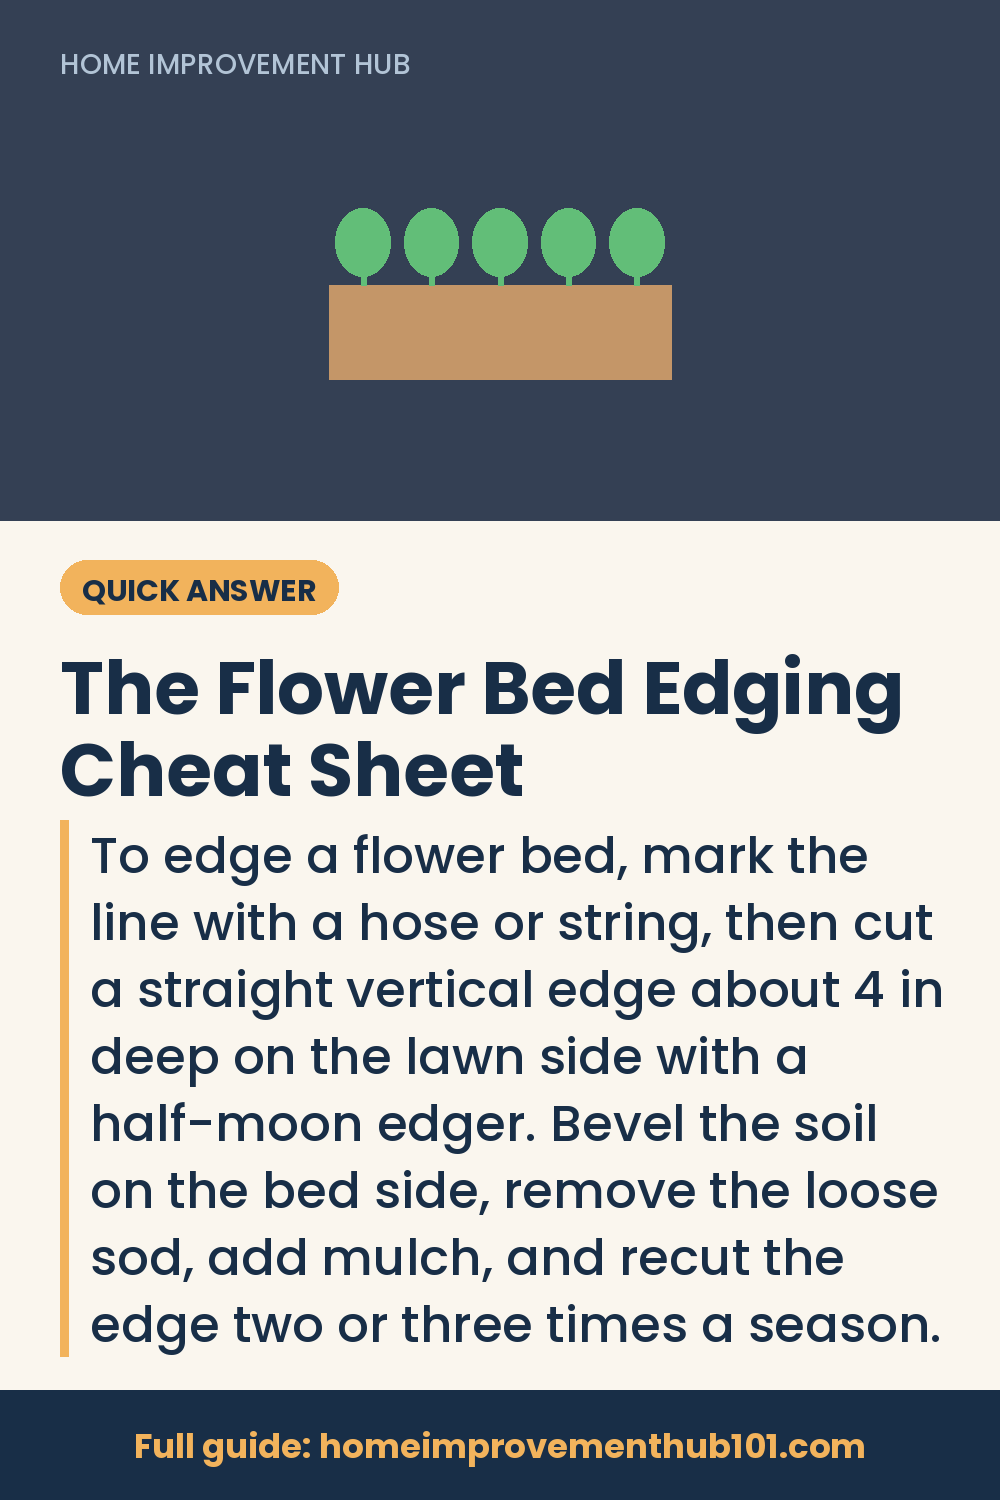 HOME IMPROVEMENT HUB
QUICK ANSWER
The Flower Bed Edging
Cheat Sheet
To edge a flower bed, mark the
line with a hose or string, then cut
a straight vertical edge about 4 in
deep on the lawn side with a
half-moon edger. Bevel the soil
on the bed side, remove the loose
sod, add mulch, and recut the
edge two or three times a season.
Full guide: homeimprovementhub101.com